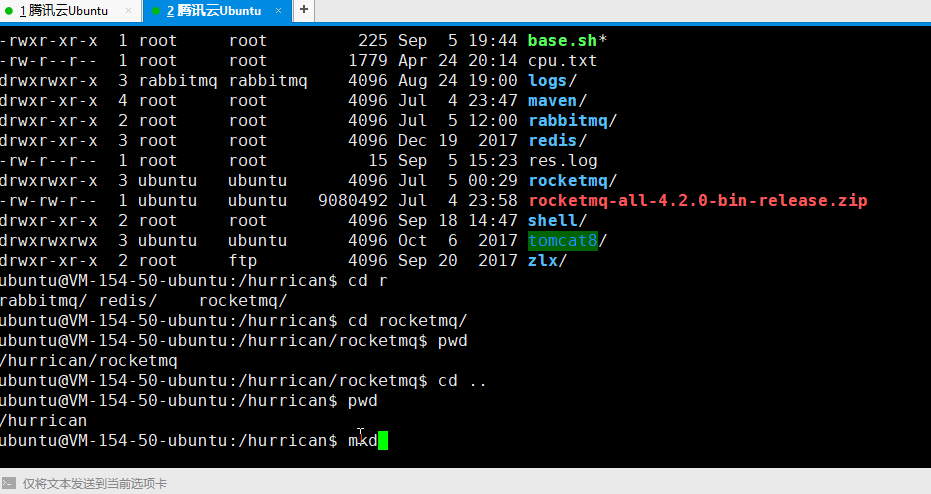 1 腾讯云Ubuntu × 2 腾讯云Ubuntu × +
-rwxr-xr-x 1 root root 225 Sep 5 19:44 base.sh*
-rw-r--r-- 1 root root 1779 Apr 24 20:14 cpu.txt
drwxrwxr-x 3 rabbitmq rabbitmq 4096 Aug 24 19:00 logs/
drwxr-xr-x 4 root root 4096 Jul 4 23:47 maven/
drwxr-xr-x 2 root root 4096 Jul 5 12:00 rabbitmq/
drwxr-xr-x 3 root root 4096 Dec 19 2017 redis/
-rw-r--r-- 1 root root 15 Sep 5 15:23 res.log
drwxrwxr-x 3 ubuntu ubuntu 4096 Jul 5 00:29 rocketmq/
-rw-rw-r-- 1 ubuntu ubuntu 9080492 Jul 4 23:58 rocketmq-all-4.2.0-bin-release.zip
drwxr-xr-x 2 root root 4096 Sep 18 14:47 shell/
drwxrwxrwx 3 ubuntu ubuntu 4096 Oct 6 2017 tomcat8/
drwxr-xr-x 2 root ftp 4096 Sep 20 2017 zlx/
ubuntu@VM-154-50-ubuntu:/hurrican$ cd r
rabbitmq/ redis/ rocketmq/
ubuntu@VM-154-50-ubuntu:/hurrican$ cd rocketmq/
ubuntu@VM-154-50-ubuntu:/hurrican/rocketmq$ pwd
/hurrican/rocketmq
ubuntu@VM-154-50-ubuntu:/hurrican/rocketmq$ cd ..
ubuntu@VM-154-50-ubuntu:/hurrican$ pwd
/hurrican
ubuntu@VM-154-50-ubuntu:/hurrican$ mkd
仅将文本发送到当前选项卡